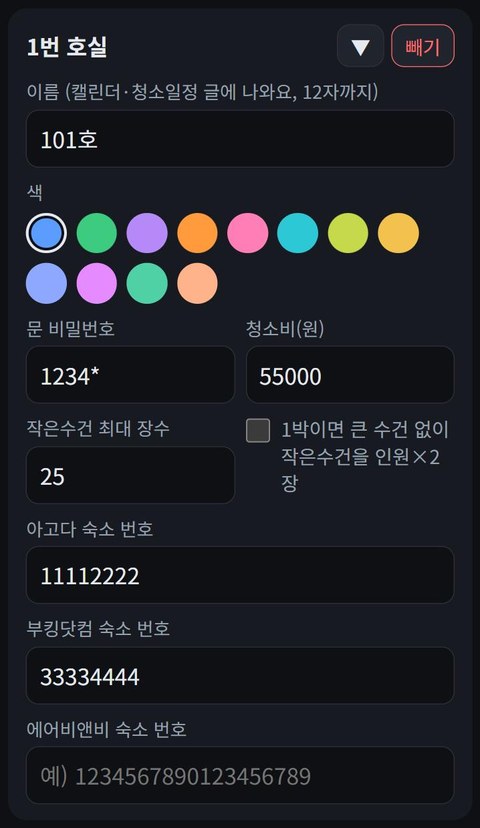 1번 호실
▼
빼기
이름 (캘린더·청소일정 글에 나와요, 12자까지)
101호
색
문 비밀번호
청소비(원)
1234*
55000
작은수건 최대 장수
1박이면 큰 수건 없이
작은수건을 인원×2
장
25
아고다 숙소 번호
11112222
부킹닷컴 숙소 번호
33334444
에어비앤비 숙소 번호
예) 1234567890123456789